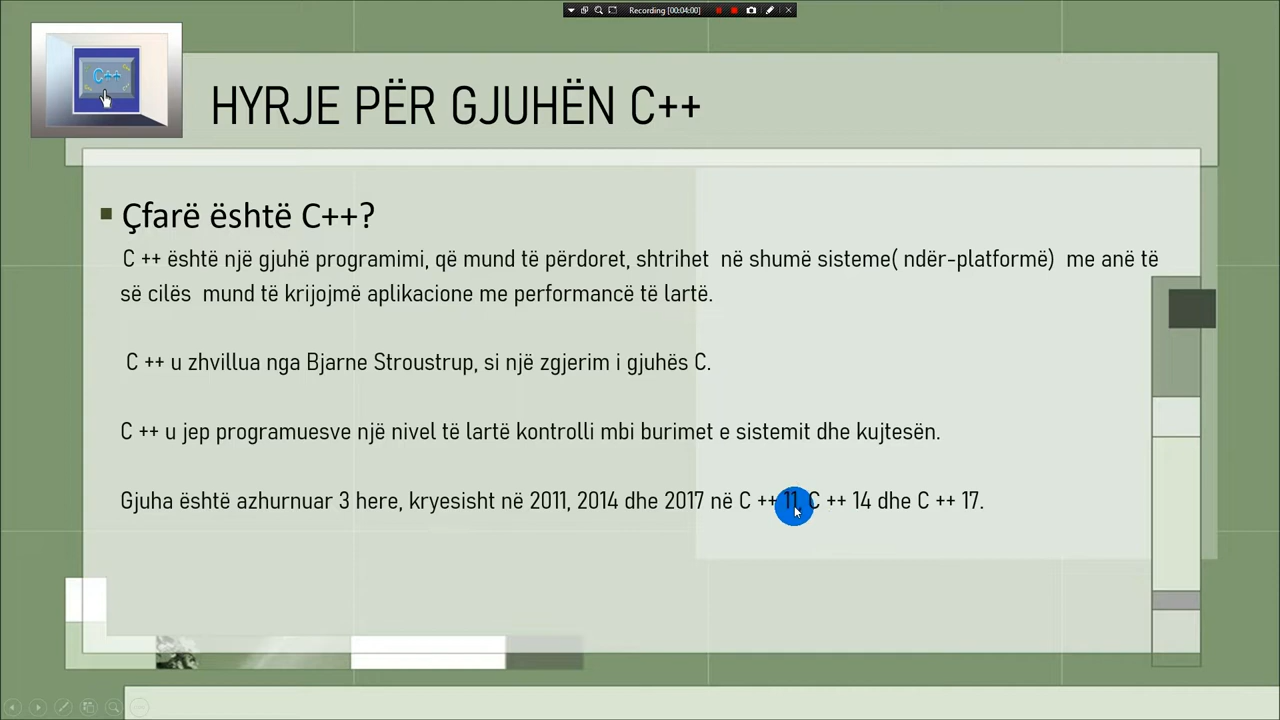 Recording [00:04:00]
C++
HYRJE PËR GJUHËN C++
Çfarë është C++?
C ++ është një gjuhë programimi, që mund të përdoret, shtrihet në shumë sisteme( ndër-platformë) me anë të
së cilës mund të krijojmë aplikacione me performancë të lartë.
C ++ u zhvillua nga Bjarne Stroustrup, si një zgjerim i gjuhës C.
C ++ u jep programuesve një nivel të lartë kontrolli mbi burimet e sistemit dhe kujtesën.
Gjuha është azhurnuar 3 here, kryesisht në 2011, 2014 dhe 2017 në C ++ 11, C ++ 14 dhe C ++ 17.